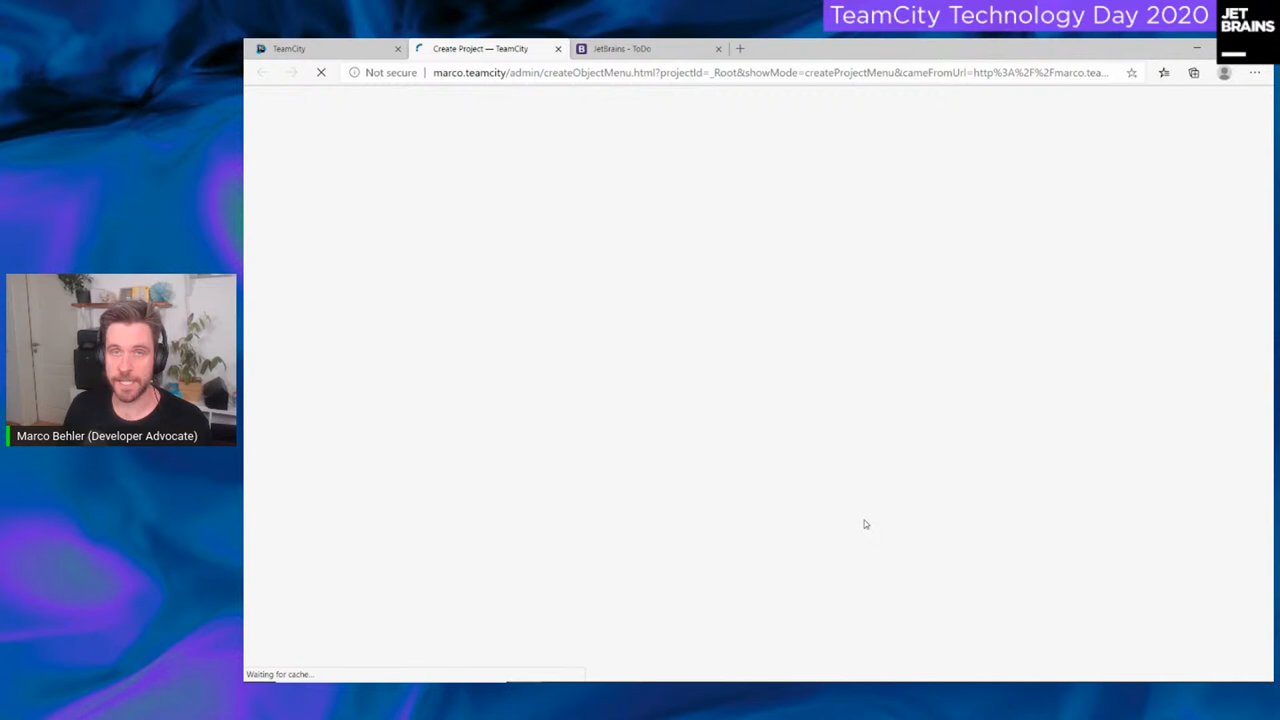 TeamCity Technology Day 2020
JET
BRAINS
TeamCity
Create Project — TeamCity
JetBrains - ToDo
Not secure
marco.teamcity/admin/createObjectMenu.html?projectId=_Root&showMode=createProjectMenu&cameFromUrl=http%3A%2F%2Fmarco.tea...
Marco Behler (Developer Advocate)
Waiting for cache...